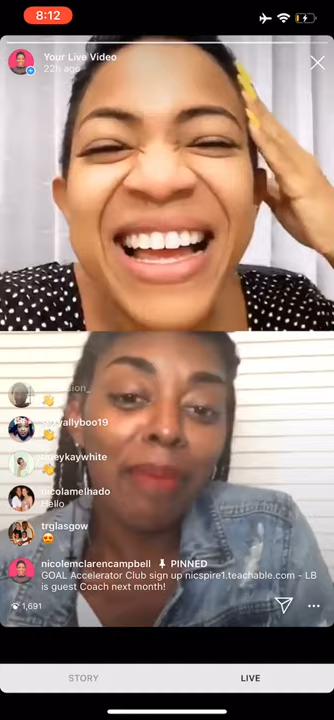 8:12
Your Live Video
22h ago
allyboo19
eykaywhite
nicolamelhado
Hello
trglasgow
nicolemclarencampbell PINNED
GOAL Accelerator Club sign up nicspire1.teachable.com - LB
is guest Coach next month!
1,691
STORY LIVE